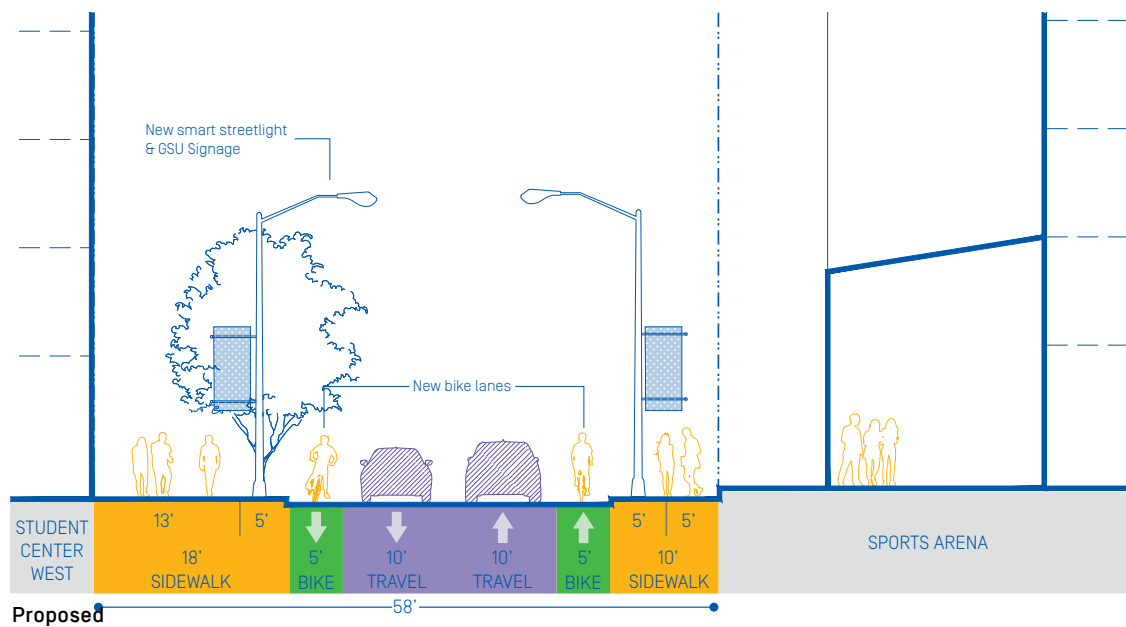 New smart streetlight
& GSU Signage
New bike lanes
13’ 5’ 5’ 10’ 10’ 5’ 5’ 5’
STUDENT
CENTER
WEST
18’
SIDEWALK
BIKE
TRAVEL
TRAVEL
BIKE
10’
SIDEWALK
SPORTS ARENA
Proposed
58’